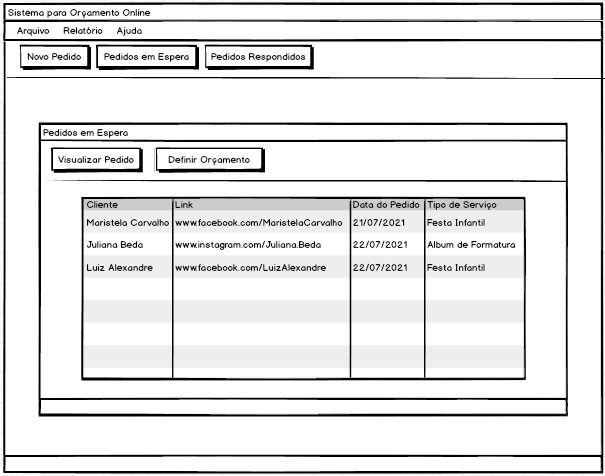 Sistema para Orçamento Online
Arquivo Relatório Ajuda
Novo Pedido Pedidos em Espera Pedidos Respondidos
Pedidos em Espera
Visualizar Pedido Definir Orçamento
Cliente Link Data do Pedido Tipo de Serviço
Maristela Carvalho www.facebook.com/MaristelaCarvalho 21/07/2021 Festa Infantil
Juliana Beda www.instagram.com/Juliana.Beda 22/07/2021 Album de Formatura
Luiz Alexandre www.facebook.com/LuizAlexandre 22/07/2021 Festa Infantil